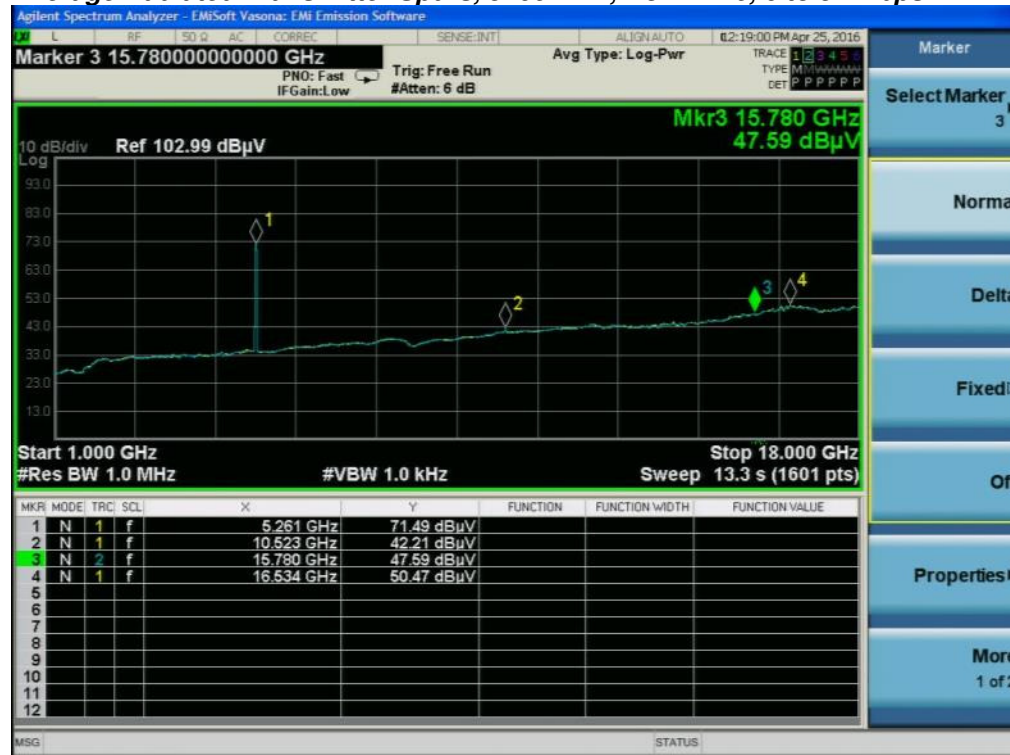 Agilent Spectrum Analyzer - EMiSoft Vasona: EMi Emission Software
L RF 50 Ω AC CORREC SENSE:INT ALIGNAUTO 02:19:00 PM Apr 25, 2016
Marker 3 15.780000000000 GHz
PNO: Fast
IFGain:Low
Trig: Free Run
#Atten: 6 dB
Avg Type: Log-Pwr
TRACE 1 2 3 4 5 6
TYPE M M W W W W
DET P P P P P P
Mkr3 15.780 GHz
47.59 dBµV
10 dB/div Ref 102.99 dBµV
Log
93.0
83.0
73.0
63.0
53.0
43.0
33.0
23.0
13.0
1
2
3
4
Start 1.000 GHz Stop 18.000 GHz
#Res BW 1.0 MHz #VBW 1.0 kHz Sweep 13.3 s (1601 pts)
MKR MODE TRC SCL X Y FUNCTION FUNCTION WIDTH FUNCTION VALUE
1 N 1 f 5.261 GHz 71.49 dBµV
2 N 1 f 10.523 GHz 42.21 dBµV
3 N 2 f 15.780 GHz 47.59 dBµV
4 N 1 f 16.534 GHz 50.47 dBµV
5
6
7
8
9
10
11
12
MSG STATUS
Marker
Select Marker
3
Norma
Delta
Fixed
Of
Properties
More
1 of 2